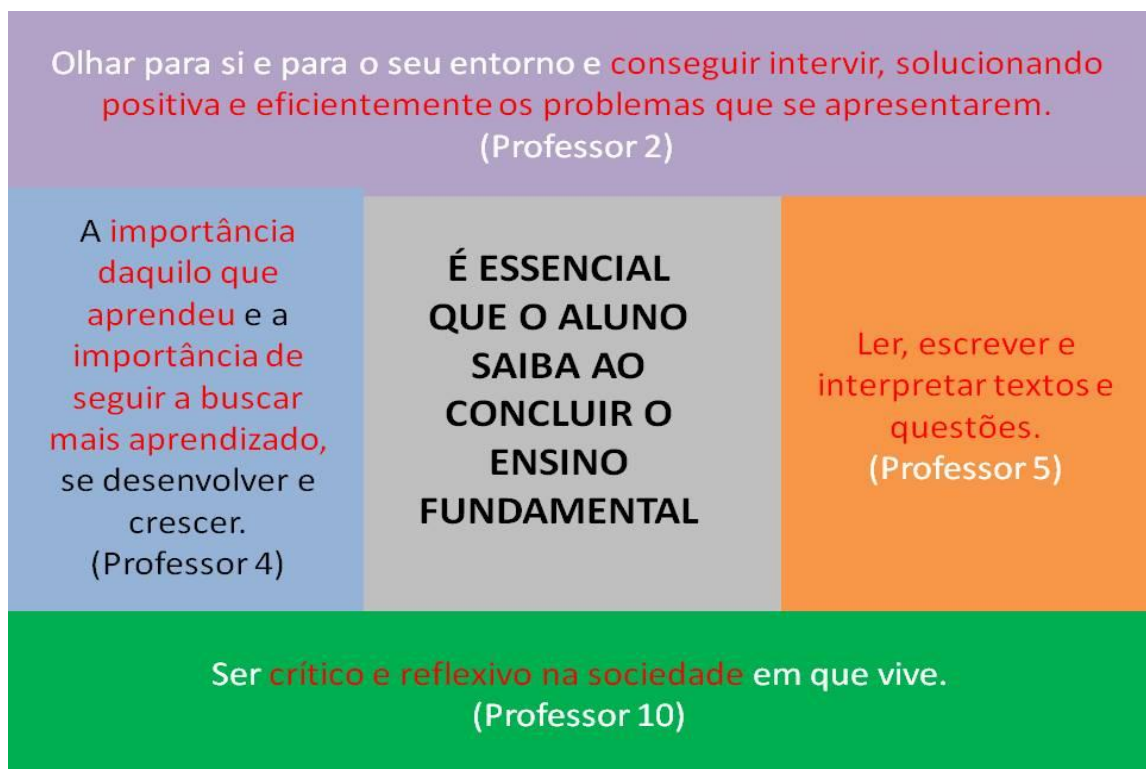 Olhar para si e para o seu entorno e conseguir intervir, solucionando
positiva e eficientemente os problemas que se apresentarem.
(Professor 2)
A importância
daquilo que
aprendeu e a
importância de
seguir a buscar
mais aprendizado,
se desenvolver e
crescer.
(Professor 4)
É ESSENCIAL
QUE O ALUNO
SAIBA AO
CONCLUIR O
ENSINO
FUNDAMENTAL
Ler, escrever e
interpretar textos e
questões.
(Professor 5)
Ser crítico e reflexivo na sociedade em que vive.
(Professor 10)